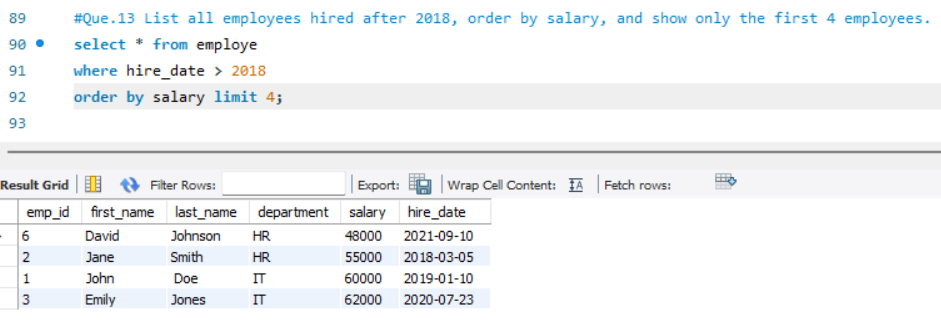 89 #Que.13 List all employees hired after 2018, order by salary, and show only the first 4 employees.
90 select * from employe
91 where hire_date > 2018
92 order by salary limit 4;
93
Result Grid Filter Rows: Export: Wrap Cell Content: IA Fetch rows:
emp_id first_name last_name department salary hire_date
6 David Johnson HR 48000 2021-09-10
2 Jane Smith HR 55000 2018-03-05
1 John Doe IT 60000 2019-01-10
3 Emily Jones IT 62000 2020-07-23